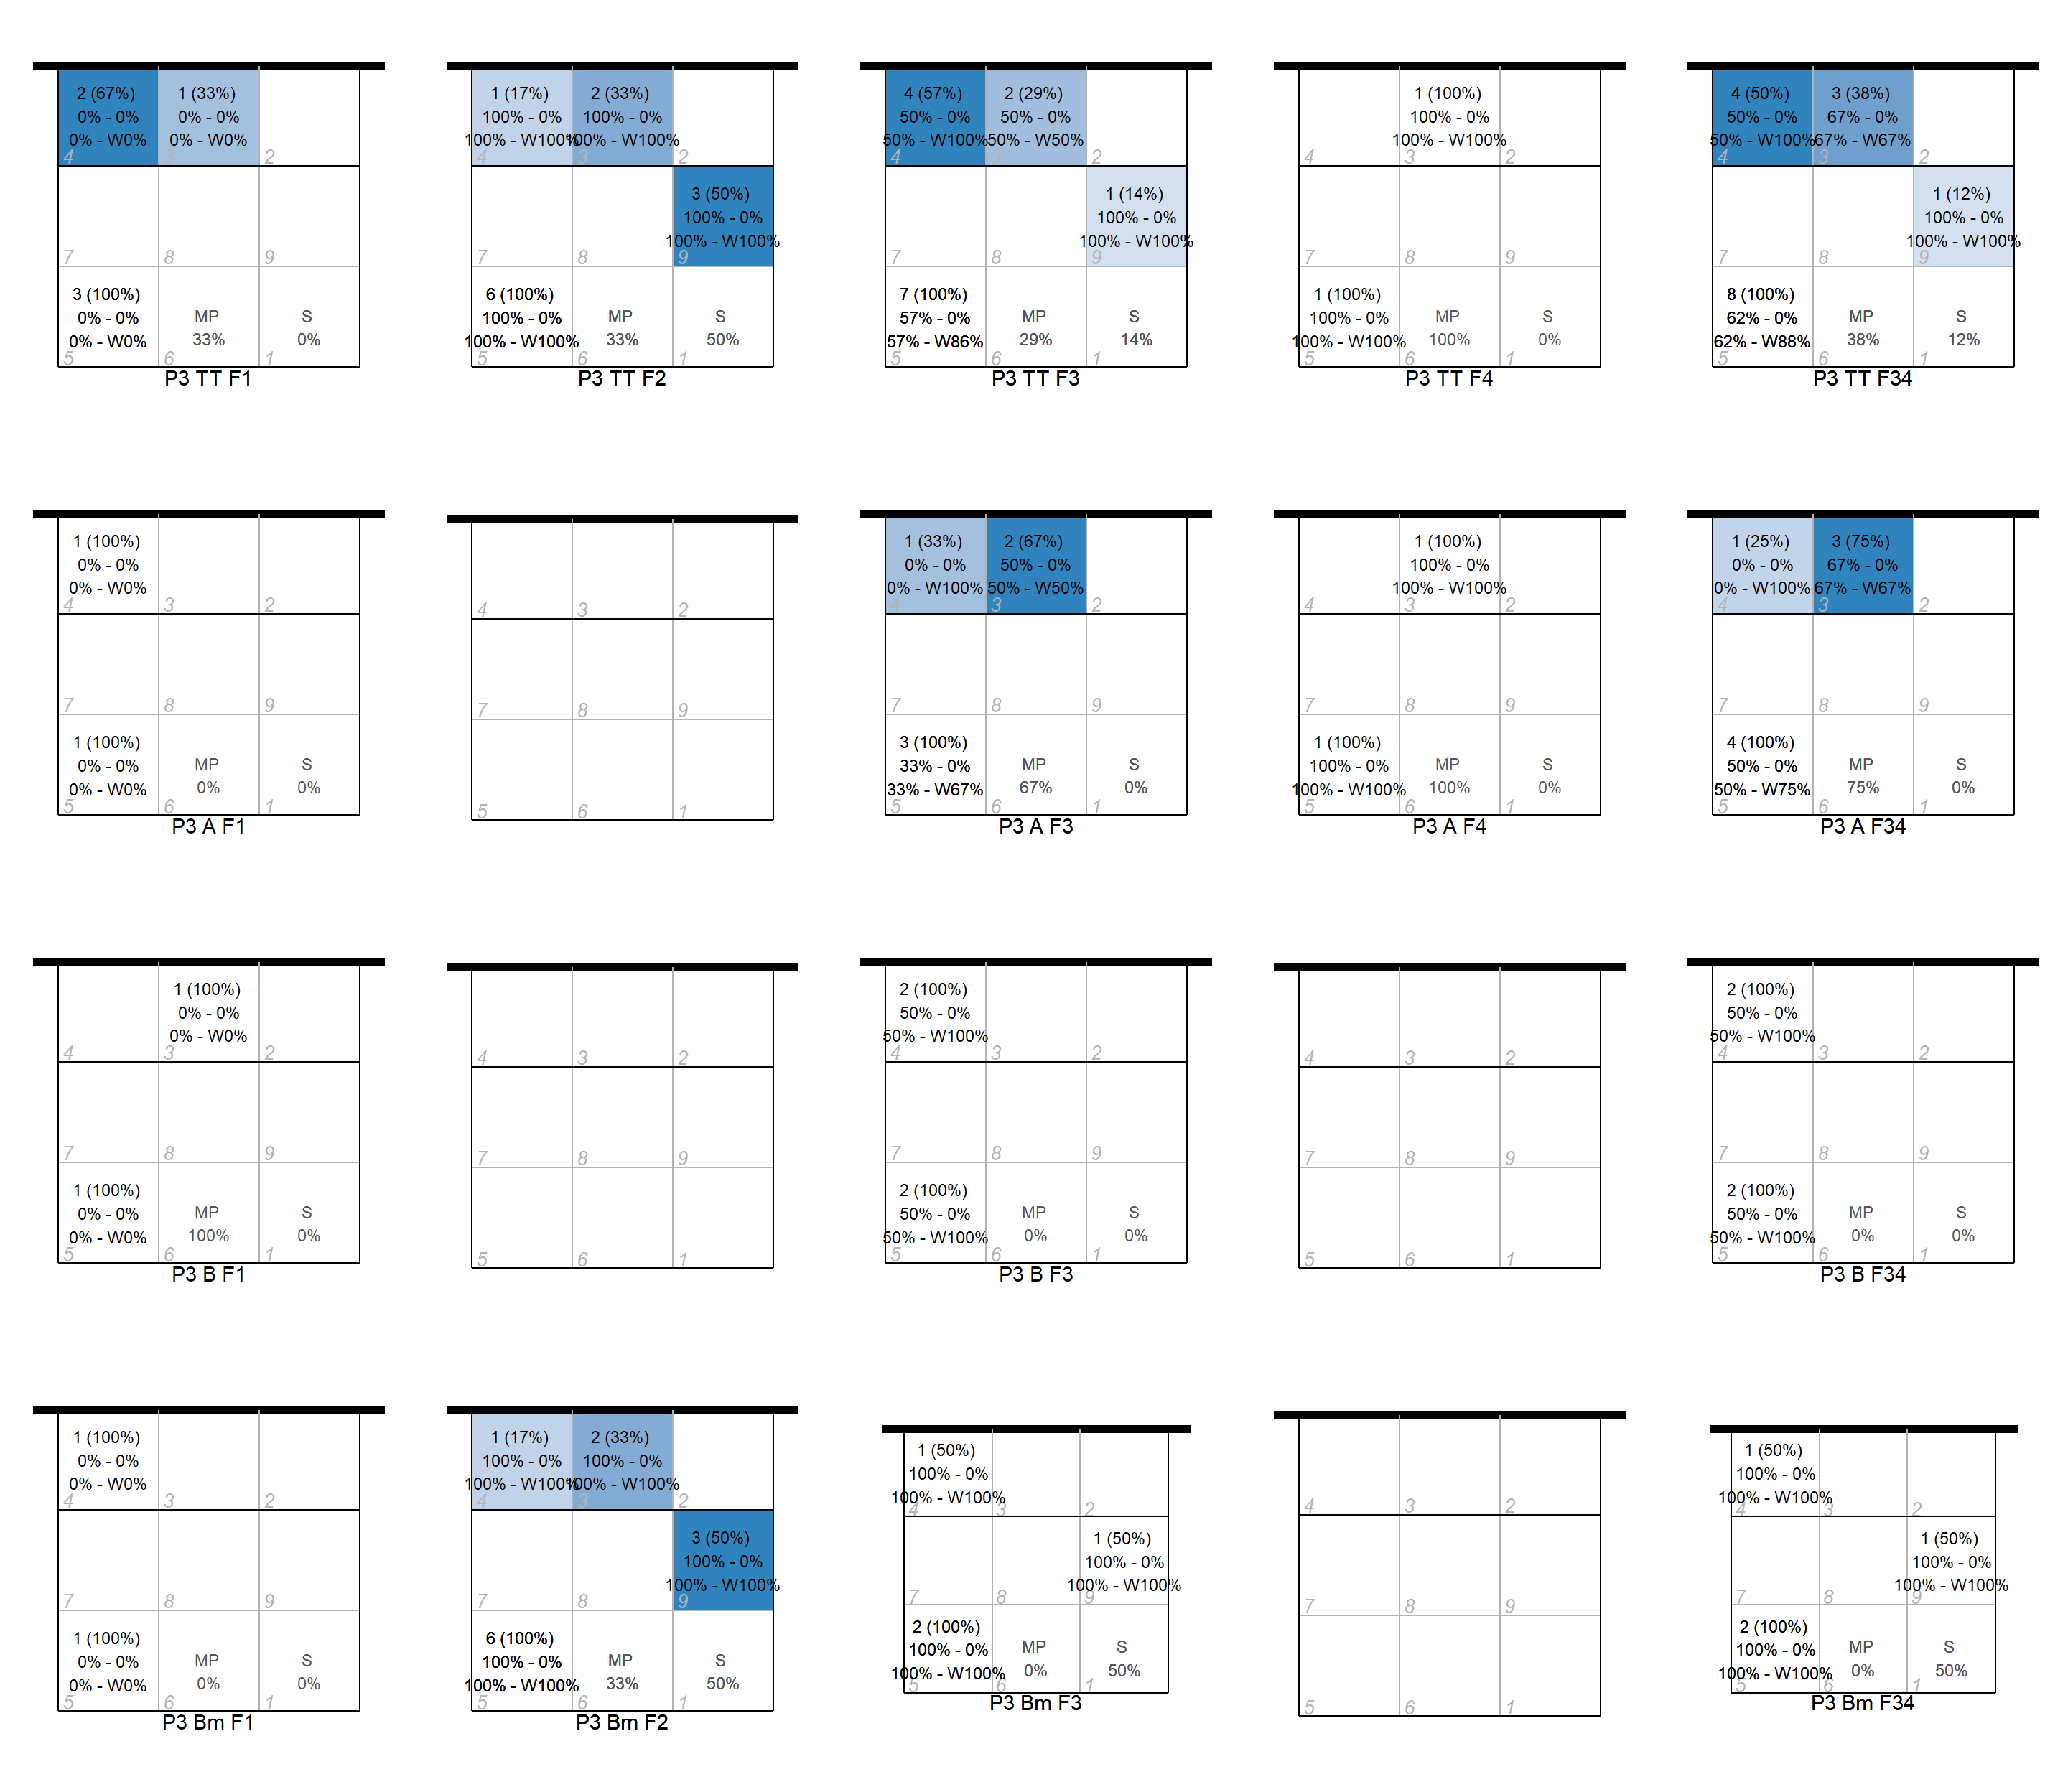 2 (67%)
0% - 0%
0% - W0%
4
1 (33%)
0% - 0%
0% - W0%
3
2
7
8
9
3 (100%)
0% - 0%
0% - W0%
5
MP
33%
6
S
0%
1
P3 TT F1
1 (17%)
100% - 0%
100% - W100%
4
2 (33%)
100% - 0%
100% - W100%
3
2
7
8
3 (50%)
100% - 0%
100% - W100%
9
6 (100%)
100% - 0%
100% - W100%
5
MP
33%
6
S
50%
1
P3 TT F2
4 (57%)
50% - 0%
50% - W100%
4
2 (29%)
50% - 0%
50% - W50%
3
2
7
8
1 (14%)
100% - 0%
100% - W100%
9
7 (100%)
57% - 0%
57% - W86%
5
MP
29%
6
S
14%
1
P3 TT F3
4
1 (100%)
100% - 0%
100% - W100%
3
2
7
8
9
1 (100%)
100% - 0%
100% - W100%
5
MP
100%
6
S
0%
1
P3 TT F4
4 (50%)
50% - 0%
50% - W100%
4
3 (38%)
67% - 0%
67% - W67%
3
2
7
8
1 (12%)
100% - 0%
100% - W100%
9
8 (100%)
62% - 0%
62% - W88%
5
MP
38%
6
S
12%
1
P3 TT F34
1 (100%)
0% - 0%
0% - W0%
4
3
2
7
8
9
1 (100%)
0% - 0%
0% - W0%
5
MP
0%
6
S
0%
1
P3 A F1
4
3
2
7
8
9
5
6
1
1 (33%)
0% - 0%
0% - W100%
4
2 (67%)
50% - 0%
50% - W50%
3
2
7
8
9
3 (100%)
33% - 0%
33% - W67%
5
MP
67%
6
S
0%
1
P3 A F3
4
1 (100%)
100% - 0%
100% - W100%
3
2
7
8
9
1 (100%)
100% - 0%
100% - W100%
5
MP
100%
6
S
0%
1
P3 A F4
1 (25%)
0% - 0%
0% - W100%
4
3 (75%)
67% - 0%
67% - W67%
3
2
7
8
9
4 (100%)
50% - 0%
50% - W75%
5
MP
75%
6
S
0%
1
P3 A F34
4
1 (100%)
0% - 0%
0% - W0%
3
2
7
8
9
1 (100%)
0% - 0%
0% - W0%
5
MP
100%
6
S
0%
1
P3 B F1
4
3
2
7
8
9
5
6
1
2 (100%)
50% - 0%
50% - W100%
4
3
2
7
8
9
2 (100%)
50% - 0%
50% - W100%
5
MP
0%
6
S
0%
1
P3 B F3
4
3
2
7
8
9
5
6
1
2 (100%)
50% - 0%
50% - W100%
4
3
2
7
8
9
2 (100%)
50% - 0%
50% - W100%
5
MP
0%
6
S
0%
1
P3 B F34
1 (100%)
0% - 0%
0% - W0%
4
3
2
7
8
9
1 (100%)
0% - 0%
0% - W0%
5
MP
0%
6
S
0%
1
P3 Bm F1
1 (17%)
100% - 0%
100% - W100%
4
2 (33%)
100% - 0%
100% - W100%
3
2
7
8
3 (50%)
100% - 0%
100% - W100%
9
6 (100%)
100% - 0%
100% - W100%
5
MP
33%
6
S
50%
1
P3 Bm F2
1 (50%)
100% - 0%
100% - W100%
4
3
2
7
8
1 (50%)
100% - 0%
100% - W100%
9
2 (100%)
100% - 0%
100% - W100%
5
MP
0%
6
S
50%
1
P3 Bm F3
4
3
2
7
8
9
5
6
1
1 (50%)
100% - 0%
100% - W100%
4
3
2
7
8
1 (50%)
100% - 0%
100% - W100%
9
2 (100%)
100% - 0%
100% - W100%
5
MP
0%
6
S
50%
1
P3 Bm F34